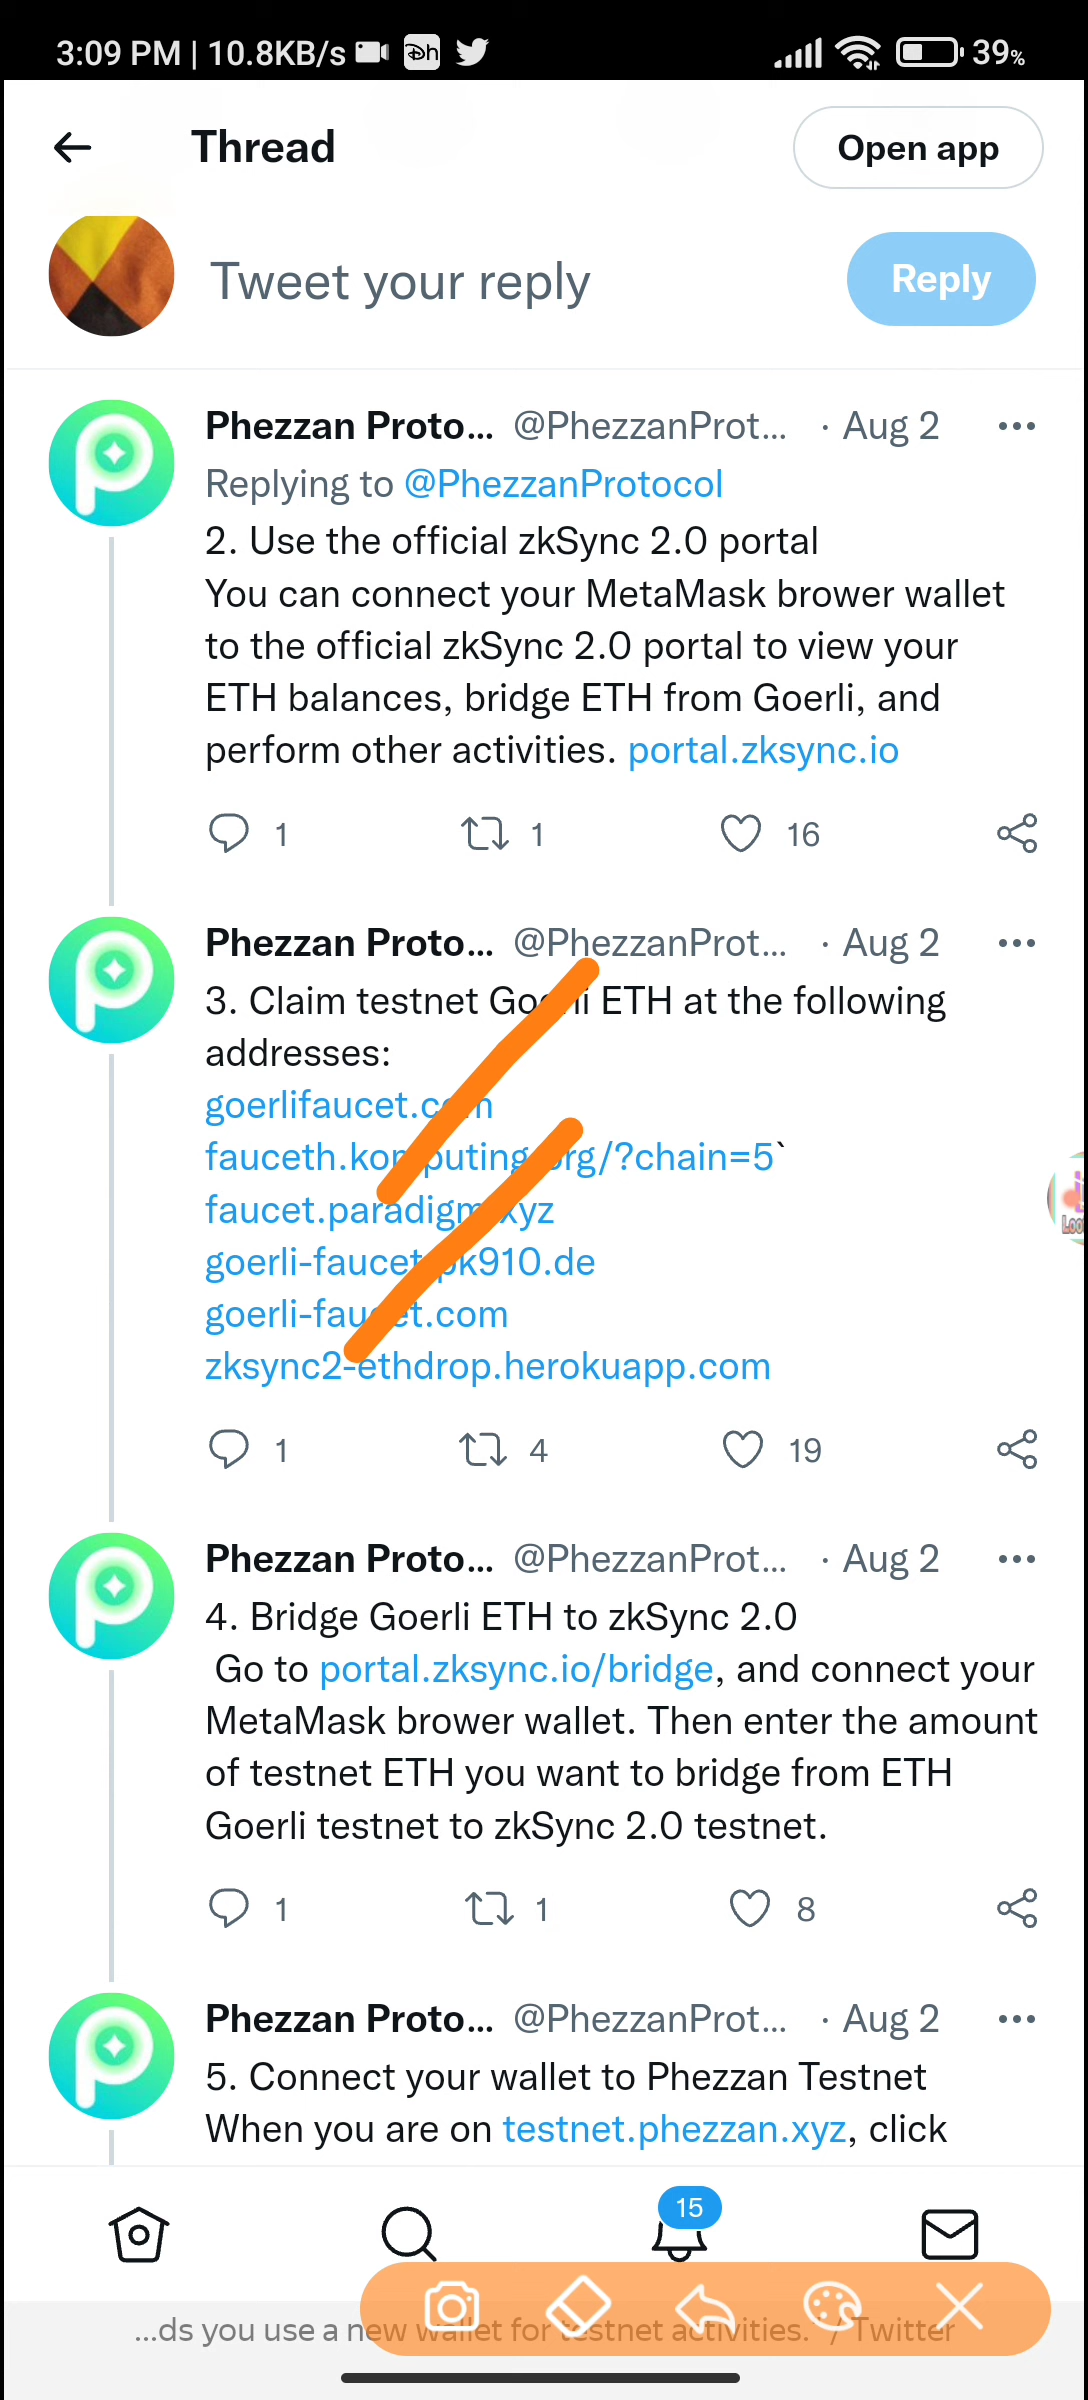 3:09 PM | 10.8KB/s Dh 39%
Thread
Open app
Tweet your reply
Reply
Phezzan Proto... @PhezzanProt... · Aug 2
Replying to @PhezzanProtocol
2. Use the official zkSync 2.0 portal
You can connect your MetaMask brower wallet
to the official zkSync 2.0 portal to view your
ETH balances, bridge ETH from Goerli, and
perform other activities. portal.zksync.io
1 1 16
Phezzan Proto... @PhezzanProt... · Aug 2
3. Claim testnet Goerli ETH at the following
addresses:
goerlifaucet.com
fauceth.komputing.org/?chain=5`
faucet.paradigm.xyz
goerli-faucet.pk910.de
goerli-faucet.com
zksync2-ethdrop.herokuapp.com
1 4 19
Phezzan Proto... @PhezzanProt... · Aug 2
4. Bridge Goerli ETH to zkSync 2.0
Go to portal.zksync.io/bridge, and connect your
MetaMask brower wallet. Then enter the amount
of testnet ETH you want to bridge from ETH
Goerli testnet to zkSync 2.0 testnet.
1 1 8
Phezzan Proto... @PhezzanProt... · Aug 2
5. Connect your wallet to Phezzan Testnet
When you are on testnet.phezzan.xyz, click
15
...ds you use a new wallet for testnet activities." / Twitter